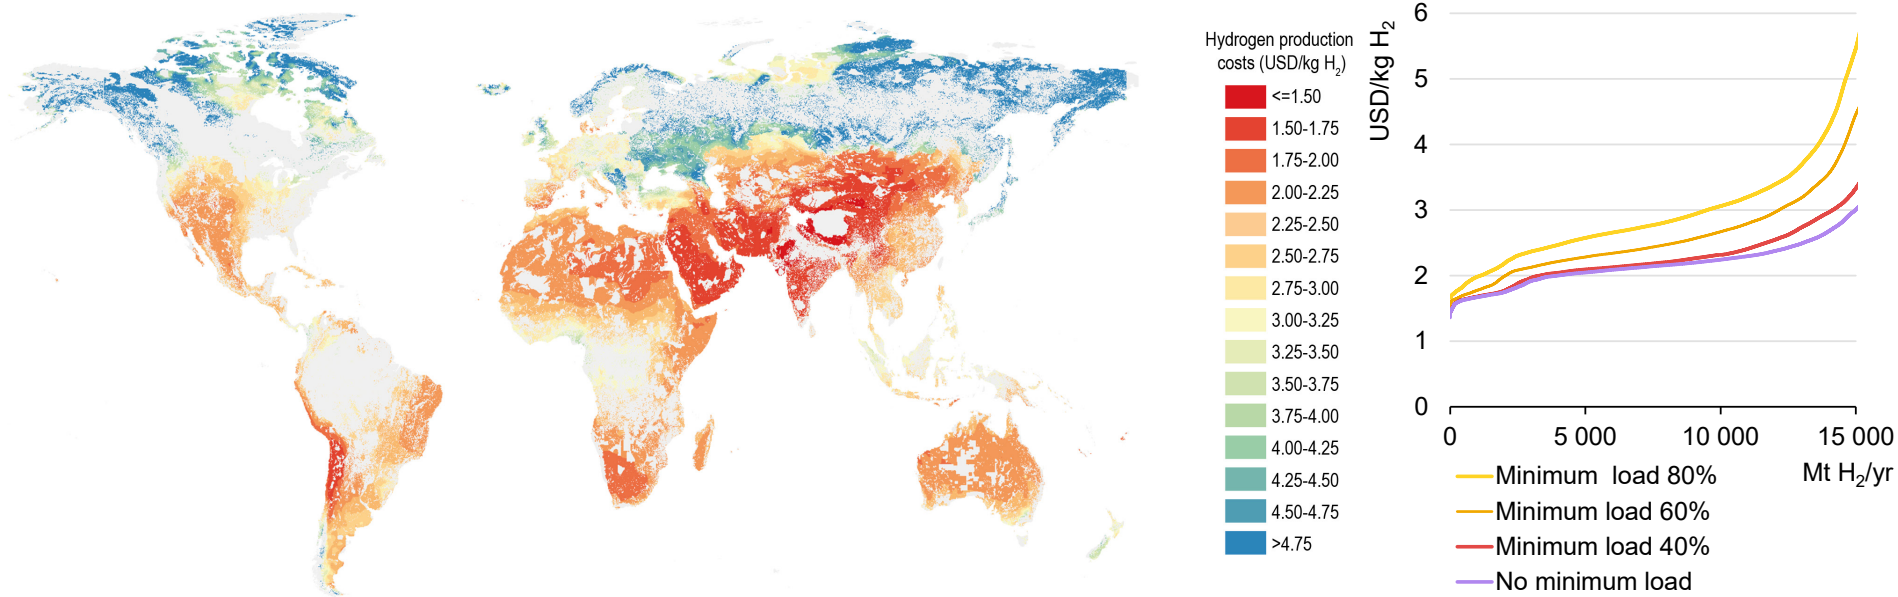 Hydrogen production
costs (USD/kg H₂)
<=1.50
1.50-1.75
1.75-2.00
2.00-2.25
2.25-2.50
2.50-2.75
2.75-3.00
3.00-3.25
3.25-3.50
3.50-3.75
3.75-4.00
4.00-4.25
4.25-4.50
4.50-4.75
>4.75
USD/kg H₂
6
5
4
3
2
1
0
0 5 000 10 000 15 000
Mt H₂/yr
Minimum load 80%
Minimum load 60%
Minimum load 40%
No minimum load